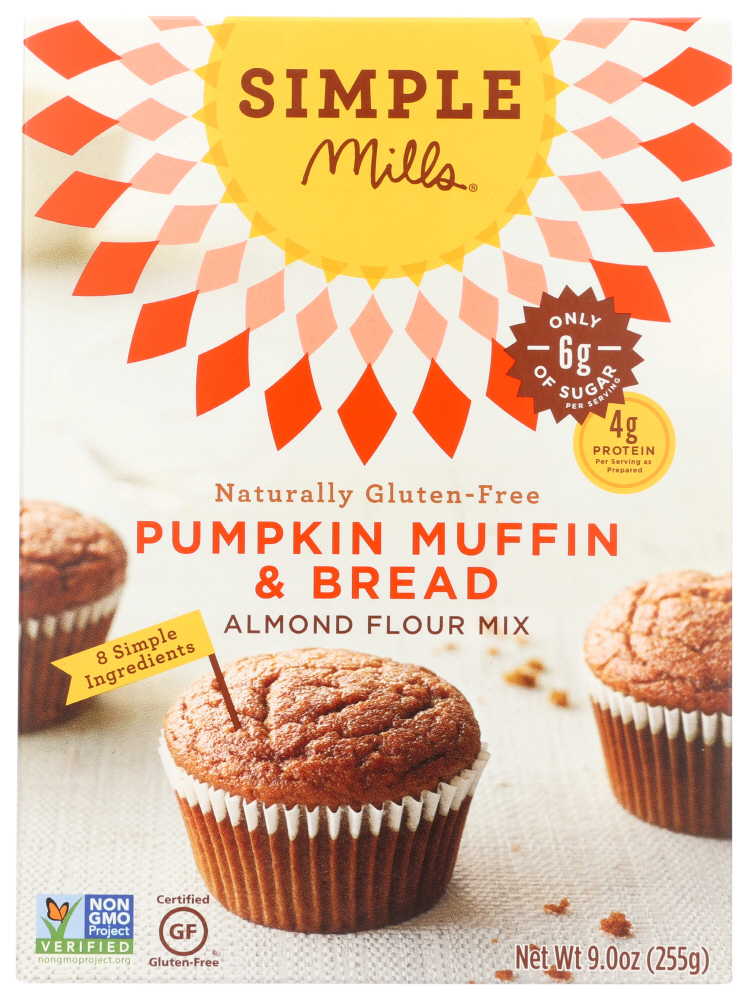 SIMPLE
Mills®
ONLY
6g
OF SUGAR
PER SERVING
4g
PROTEIN
Per Serving as
Prepared
Naturally Gluten-Free
PUMPKIN MUFFIN
& BREAD
ALMOND FLOUR MIX
8 Simple
Ingredients
NON
GMO
Project
VERIFIED
nongmoproject.org
Certified
GF
Gluten-Free
Net Wt 9.0oz (255g)